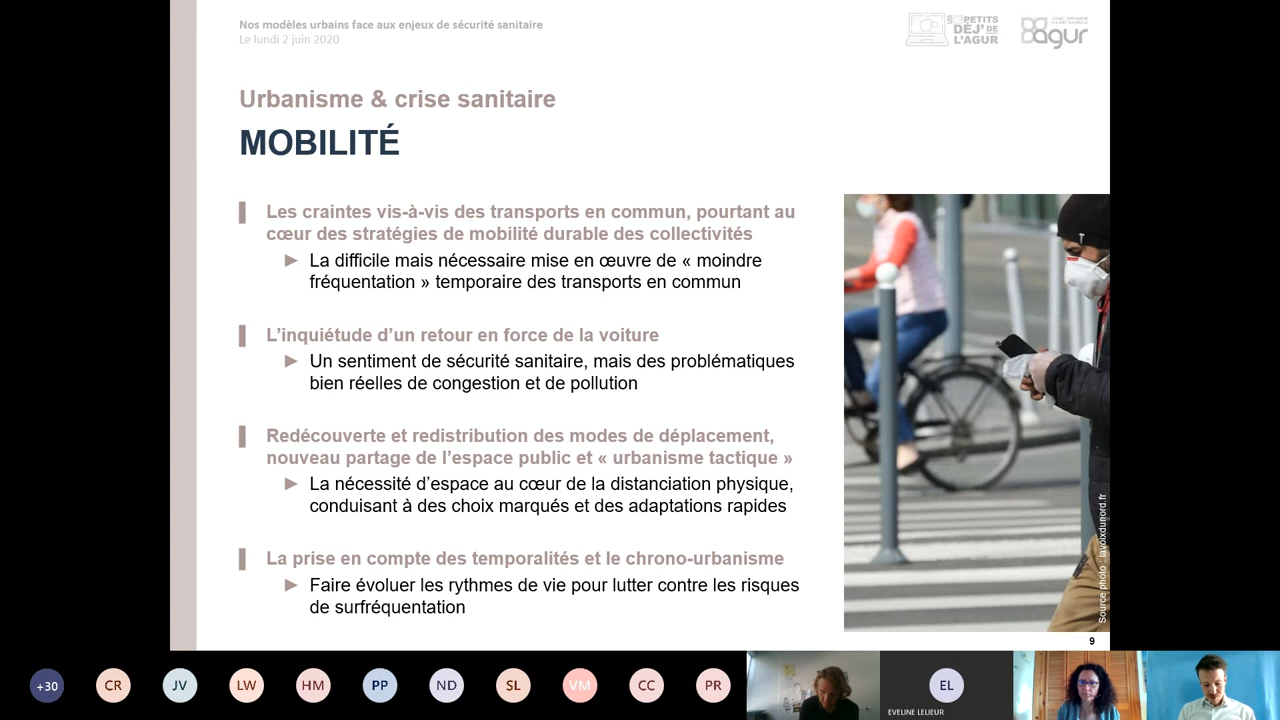 Nos modèles urbains face aux enjeux de sécurité sanitaire
Le lundi 2 juin 2020
PETITS
DÉJ' DE
L'AGUR
agur
Urbanisme & crise sanitaire
MOBILITÉ
Les craintes vis-à-vis des transports en commun, pourtant au
cœur des stratégies de mobilité durable des collectivités
► La difficile mais nécessaire mise en œuvre de « moindre
fréquentation » temporaire des transports en commun
L'inquiétude d'un retour en force de la voiture
► Un sentiment de sécurité sanitaire, mais des problématiques
bien réelles de congestion et de pollution
Redécouverte et redistribution des modes de déplacement,
nouveau partage de l'espace public et « urbanisme tactique »
► La nécessité d'espace au cœur de la distanciation physique,
conduisant à des choix marqués et des adaptations rapides
La prise en compte des temporalités et le chrono-urbanisme
► Faire évoluer les rythmes de vie pour lutter contre les risques
de surfréquentation
Source photo : lavoixdunord.fr
9
+30
CR
JV
LW
HM
PP
ND
SL
VM
CC
PR
EL
EVELINE LELIEUR